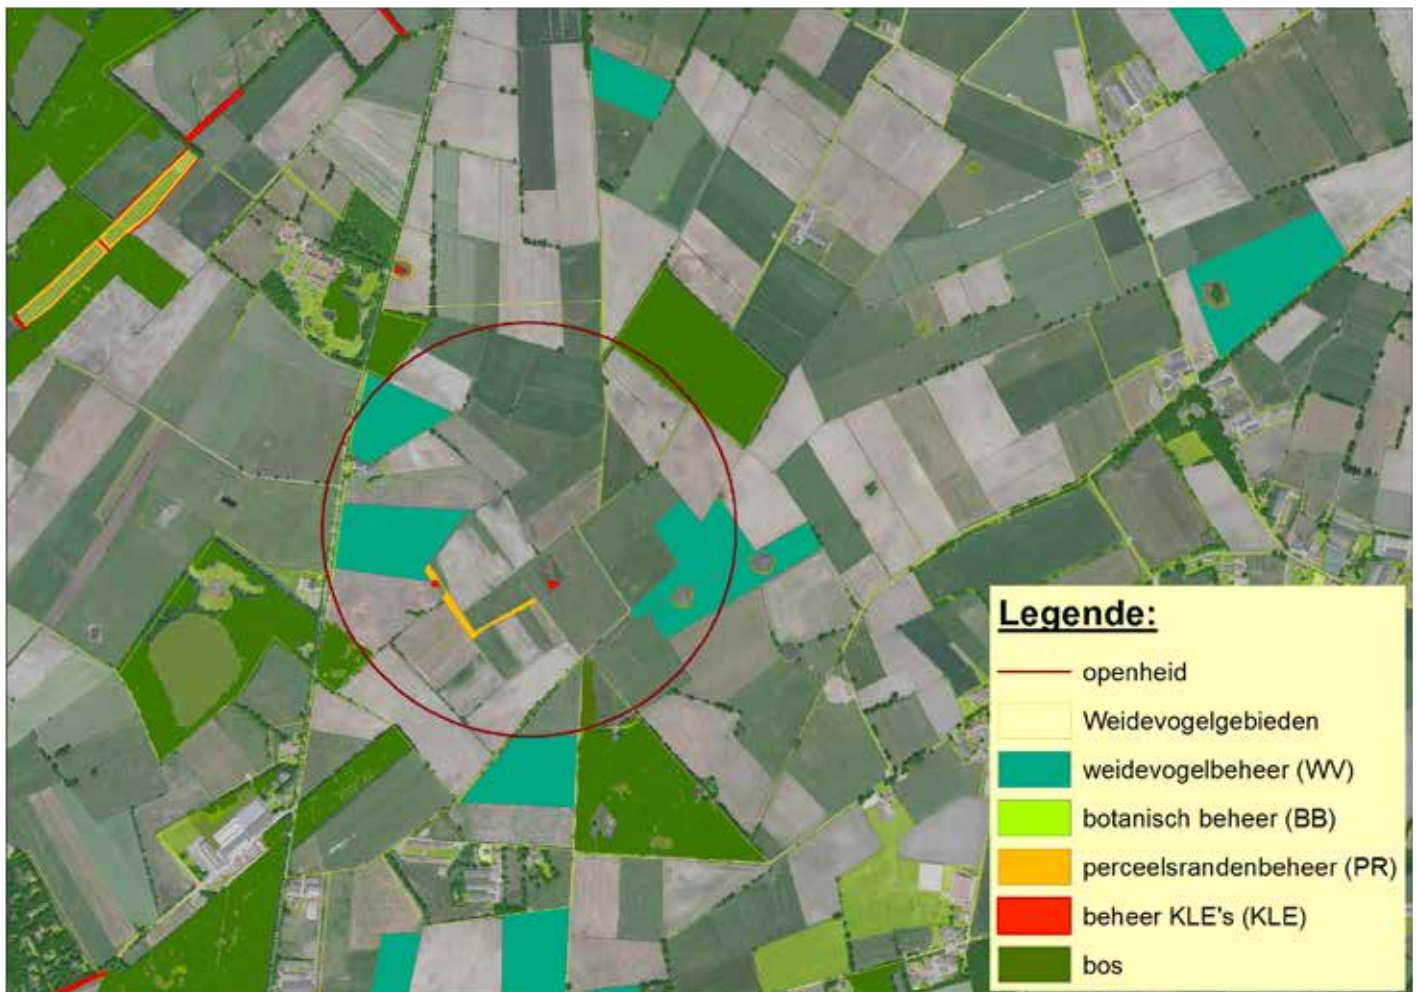 Legende:
openheid
Weidevogelgebieden
weidevogelbeheer (WV)
botanisch beheer (BB)
perceelsrandenbeheer (PR)
beheer KLE's (KLE)
bos